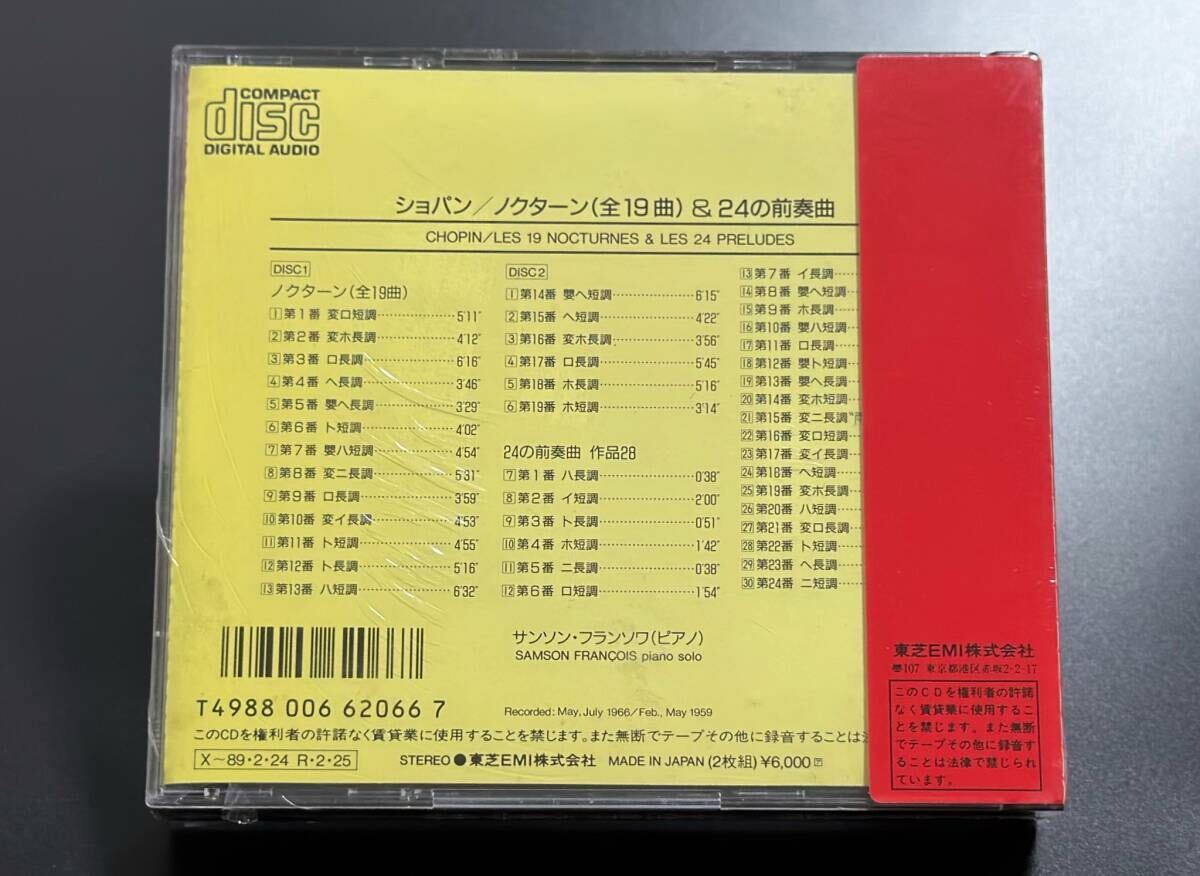 COMPACT
disc
DIGITAL AUDIO
ショパン/ノクターン(全19曲) & 24の前奏曲
CHOPIN/LES 19 NOCTURNES & LES 24 PRELUDES
DISC1
ノクターン(全19曲)
1 第1番 変ロ短調 5'11"
2 第2番 変ホ長調 4'12"
3 第3番 ロ長調 6'16"
4 第4番 ヘ長調 3'46"
5 第5番 嬰ヘ長調 3'29"
6 第6番 ト短調 4'02"
7 第7番 嬰ハ短調 4'54"
8 第8番 変ニ長調 5'31"
9 第9番 ロ長調 3'59"
10 第10番 変イ長調 4'53"
11 第11番 ト短調 4'55"
12 第12番 ト長調 5'16"
13 第13番 ハ短調 6'32"
DISC2
1 第14番 嬰ヘ短調 6'15"
2 第15番 ヘ短調 4'22"
3 第16番 変ホ長調 3'56"
4 第17番 ロ長調 5'45"
5 第18番 ホ長調 5'16"
6 第19番 ホ短調 3'14"
24の前奏曲 作品28
7 第1番 ハ長調 0'38"
8 第2番 イ短調 2'00"
9 第3番 ト長調 0'51"
10 第4番 ホ短調 1'42"
11 第5番 ニ長調 0'38"
12 第6番 ロ短調 1'54"
13 第7番 イ長調
14 第8番 嬰ヘ短調
15 第9番 ホ長調
16 第10番 嬰ハ短調
17 第11番 ロ長調
18 第12番 嬰ト短調
19 第13番 嬰ヘ長調
20 第14番 変ホ短調
21 第15番 変ニ長調
22 第16番 変ロ短調
23 第17番 変イ長調
24 第18番 ヘ短調
25 第19番 変ホ長調
26 第20番 ハ短調
27 第21番 変ロ長調
28 第22番 ト短調
29 第23番 ヘ長調
30 第24番 ニ短調
サンソン・フランソワ(ピアノ)
SAMSON FRANÇOIS piano solo
T4988 006 62066 7
Recorded: May, July 1966/Feb., May 1959
このCDを権利者の許諾なく賃貸業に使用することを禁じます。また無断でテープその他に録音することは
X~89・2・24 R・2・25
STEREO ● 東芝EMI株式会社 MADE IN JAPAN (2枚組) ¥6,000
東芝EMI株式会社
〒107 東京都港区赤坂2-2-17
このCDを権利者の許諾
なく賃貸業に使用するこ
とを禁じます。また無断
でテープその他に録音す
ることは法律で禁じられ
ています。